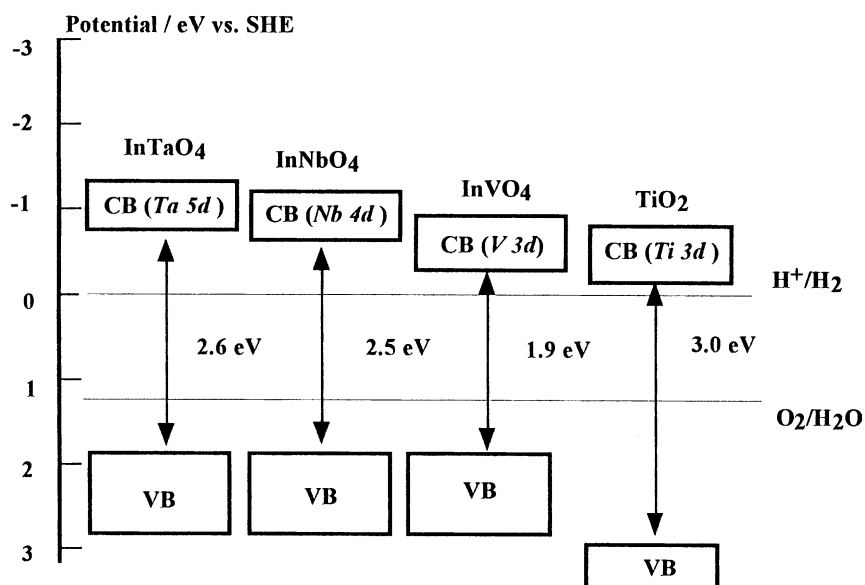 Potential / eV vs. SHE
-3
-2
InTaO₄
InNbO₄
InVO₄
TiO₂
-1
CB (Ta 5d )
CB (Nb 4d )
CB (V 3d)
CB (Ti 3d )
H⁺/H₂
0
2.6 eV
2.5 eV
1.9 eV
3.0 eV
1
O₂/H₂O
2
VB
VB
VB
3
VB